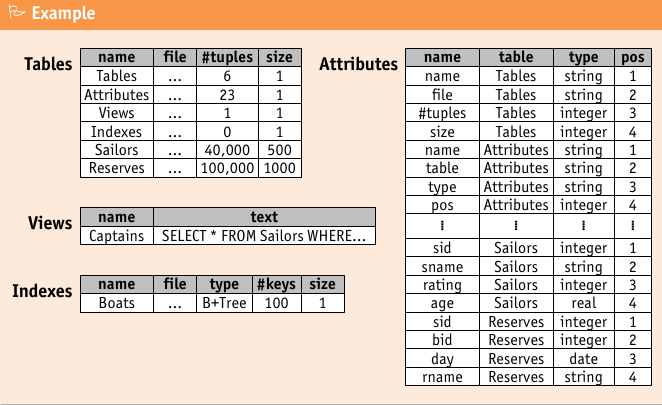 Example
Tables
name file #tuples size
Tables ... 6 1
Attributes ... 23 1
Views ... 1 1
Indexes ... 0 1
Sailors ... 40,000 500
Reserves ... 100,000 1000
Views
name text
Captains SELECT * FROM Sailors WHERE...
Indexes
name file type #keys size
Boats ... B+Tree 100 1
Attributes
name table type pos
name Tables string 1
file Tables string 2
#tuples Tables integer 3
size Tables integer 4
name Attributes string 1
table Attributes string 2
type Attributes string 3
pos Attributes integer 4
⁞ ⁞ ⁞ ⁞
sid Sailors integer 1
sname Sailors string 2
rating Sailors integer 3
age Sailors real 4
sid Reserves integer 1
bid Reserves integer 2
day Reserves date 3
rname Reserves string 4